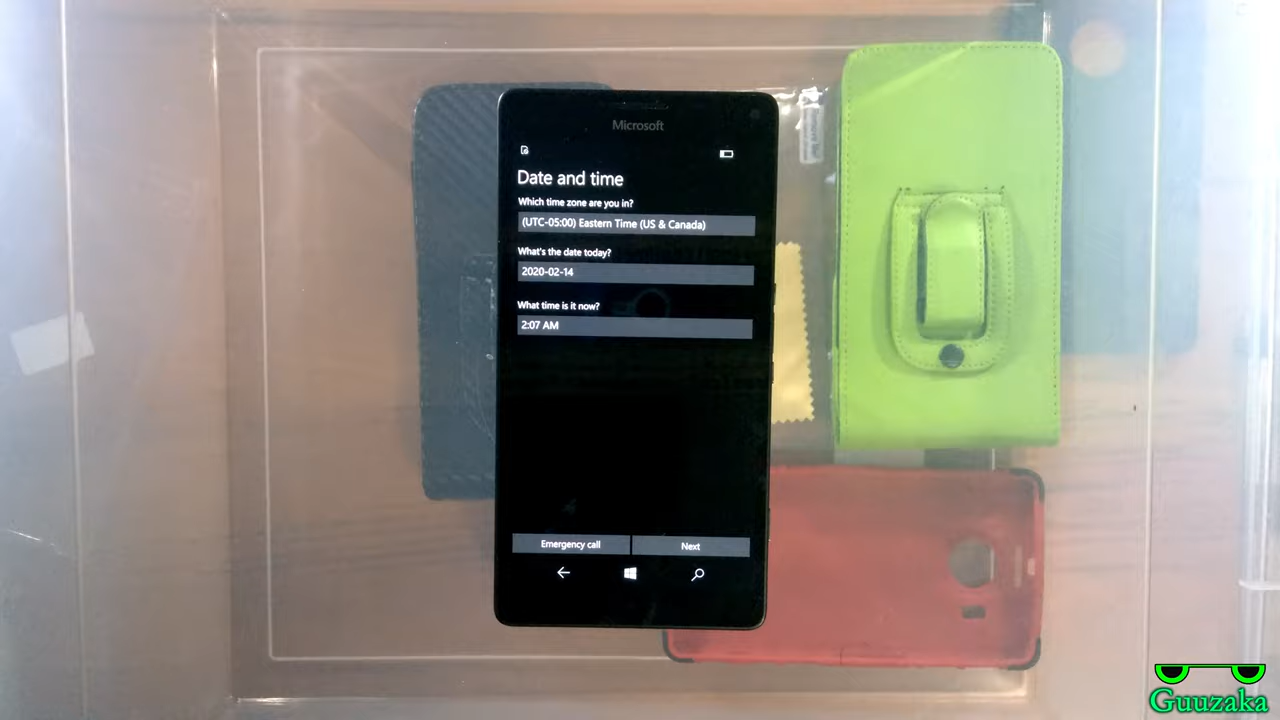 Microsoft
Date and time
Which time zone are you in?
(UTC-05:00) Eastern Time (US & Canada)
What's the date today?
2020-02-14
What time is it now?
2:07 AM
Emergency call
Next
Guuzaka